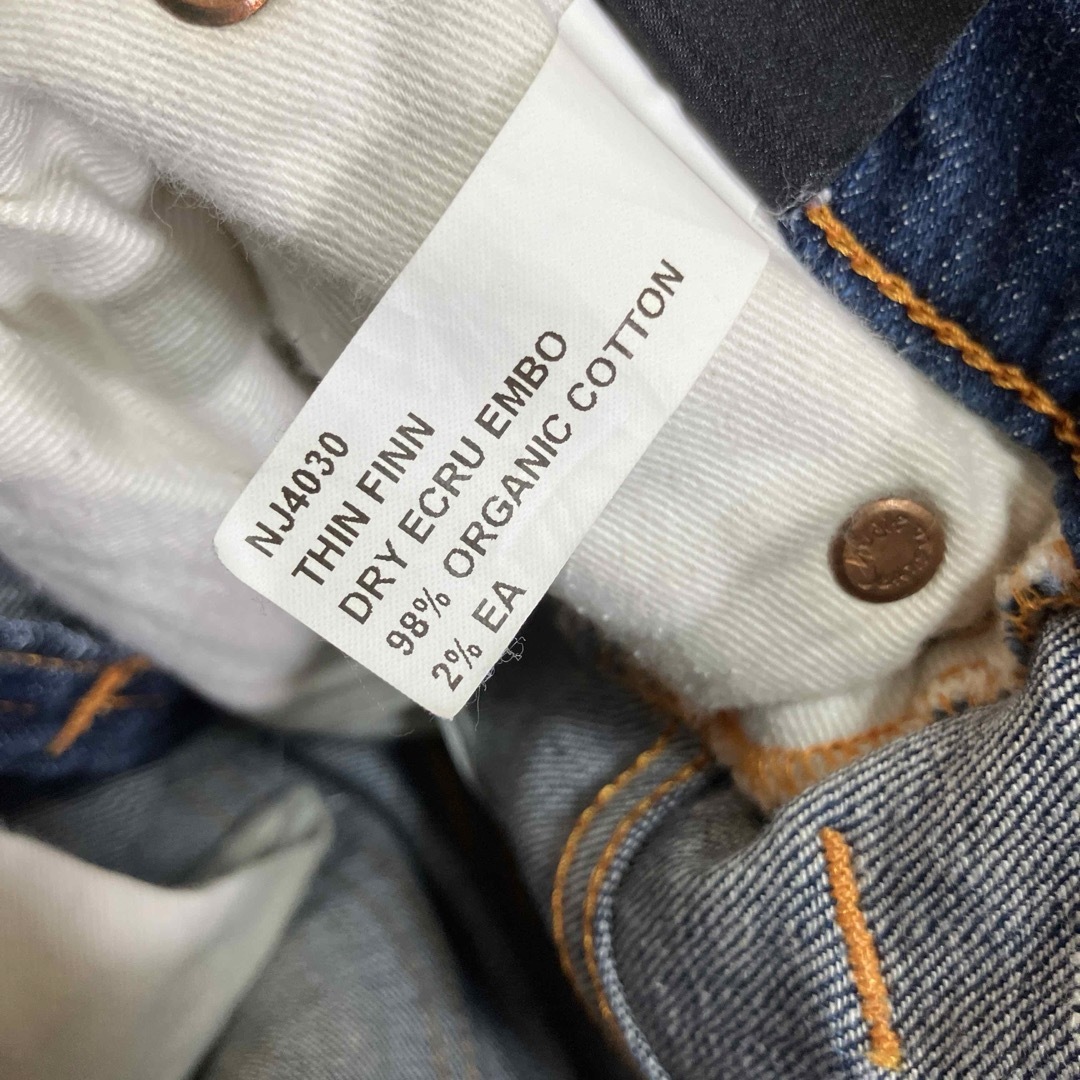 NJ4030
THIN FINN
DRY ECRU EMBO
98% ORGANIC COTTON
2% EA